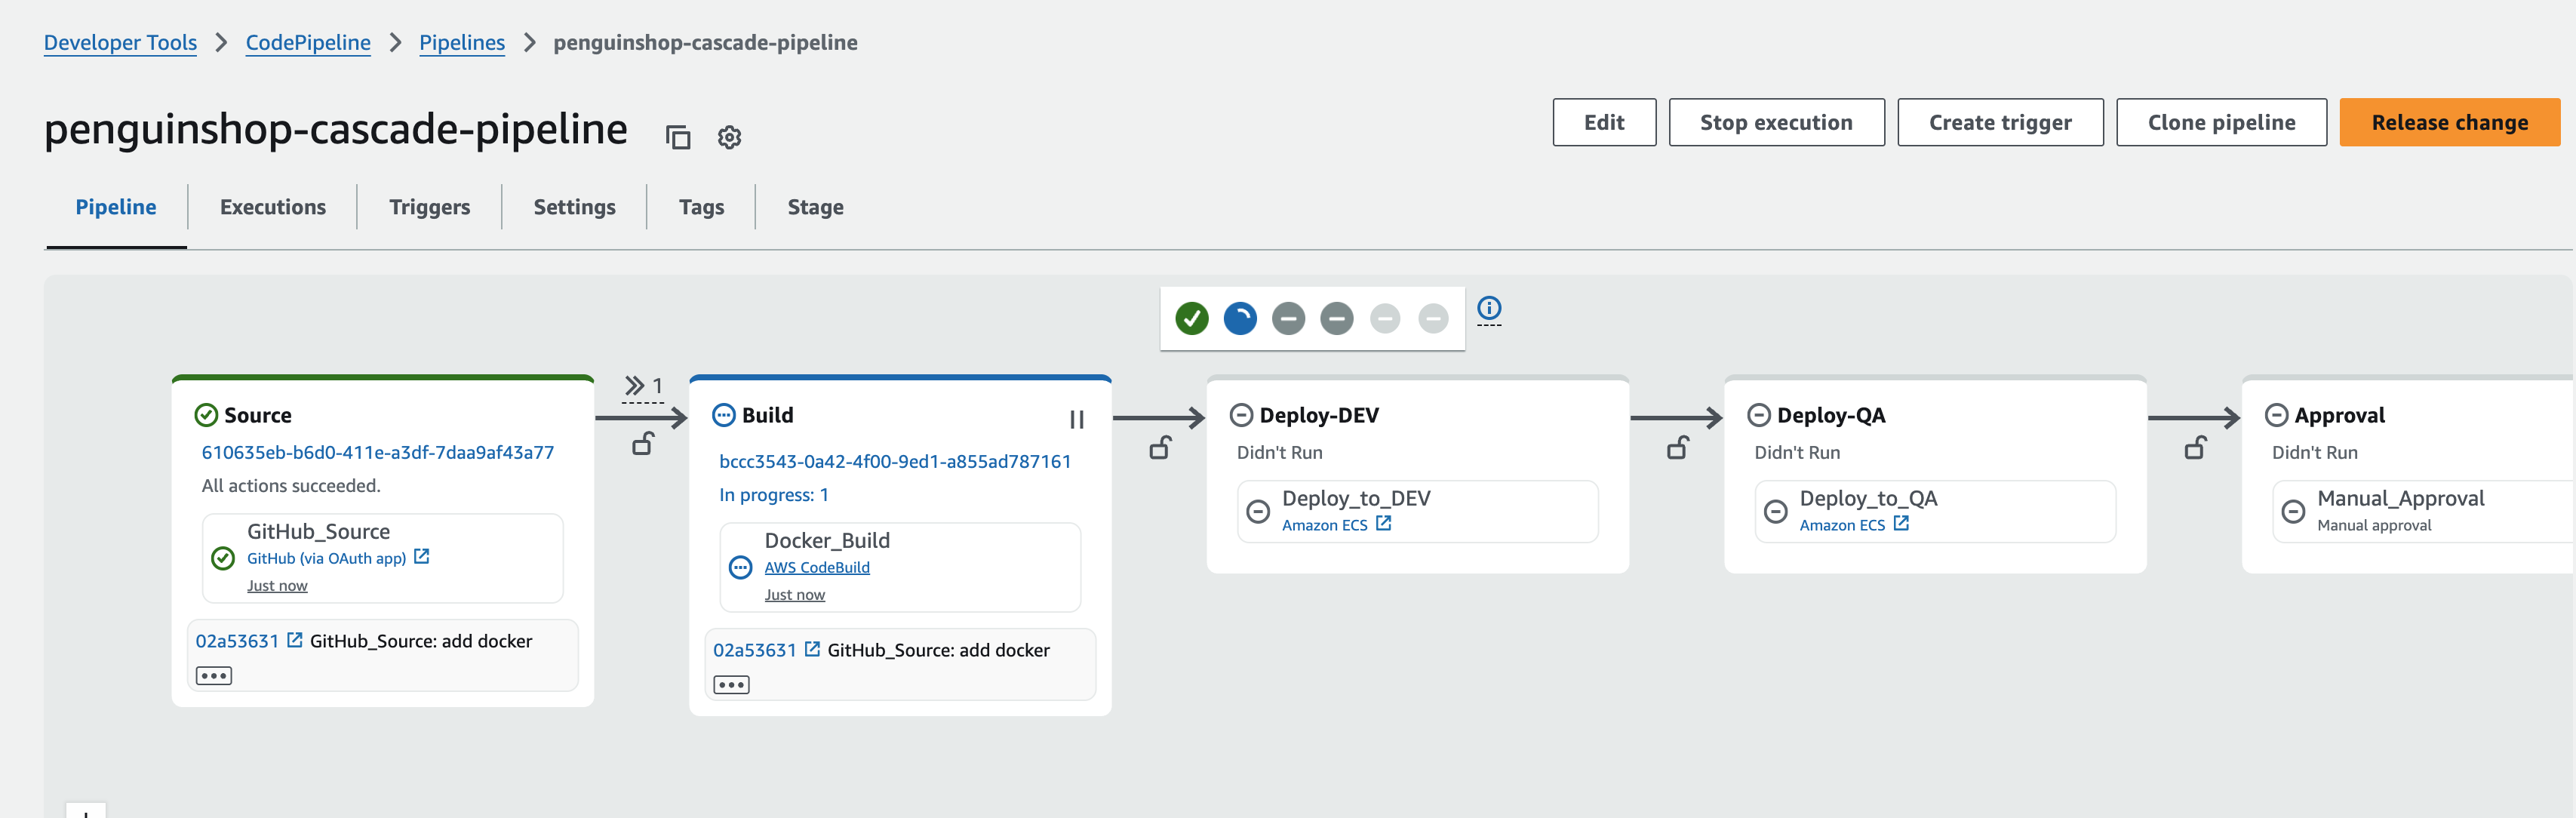 Developer Tools > CodePipeline > Pipelines > penguinshop-cascade-pipeline
penguinshop-cascade-pipeline
Edit
Stop execution
Create trigger
Clone pipeline
Release change
Pipeline
Executions
Triggers
Settings
Tags
Stage
Source
610635eb-b6d0-411e-a3df-7daa9af43a77
All actions succeeded.
GitHub_Source
GitHub (via OAuth app)
Just now
02a53631 GitHub_Source: add docker
1
Build
bccc3543-0a42-4f00-9ed1-a855ad787161
In progress: 1
Docker_Build
AWS CodeBuild
Just now
02a53631 GitHub_Source: add docker
Deploy-DEV
Didn't Run
Deploy_to_DEV
Amazon ECS
Deploy-QA
Didn't Run
Deploy_to_QA
Amazon ECS
Approval
Didn't Run
Manual_Approval
Manual approval